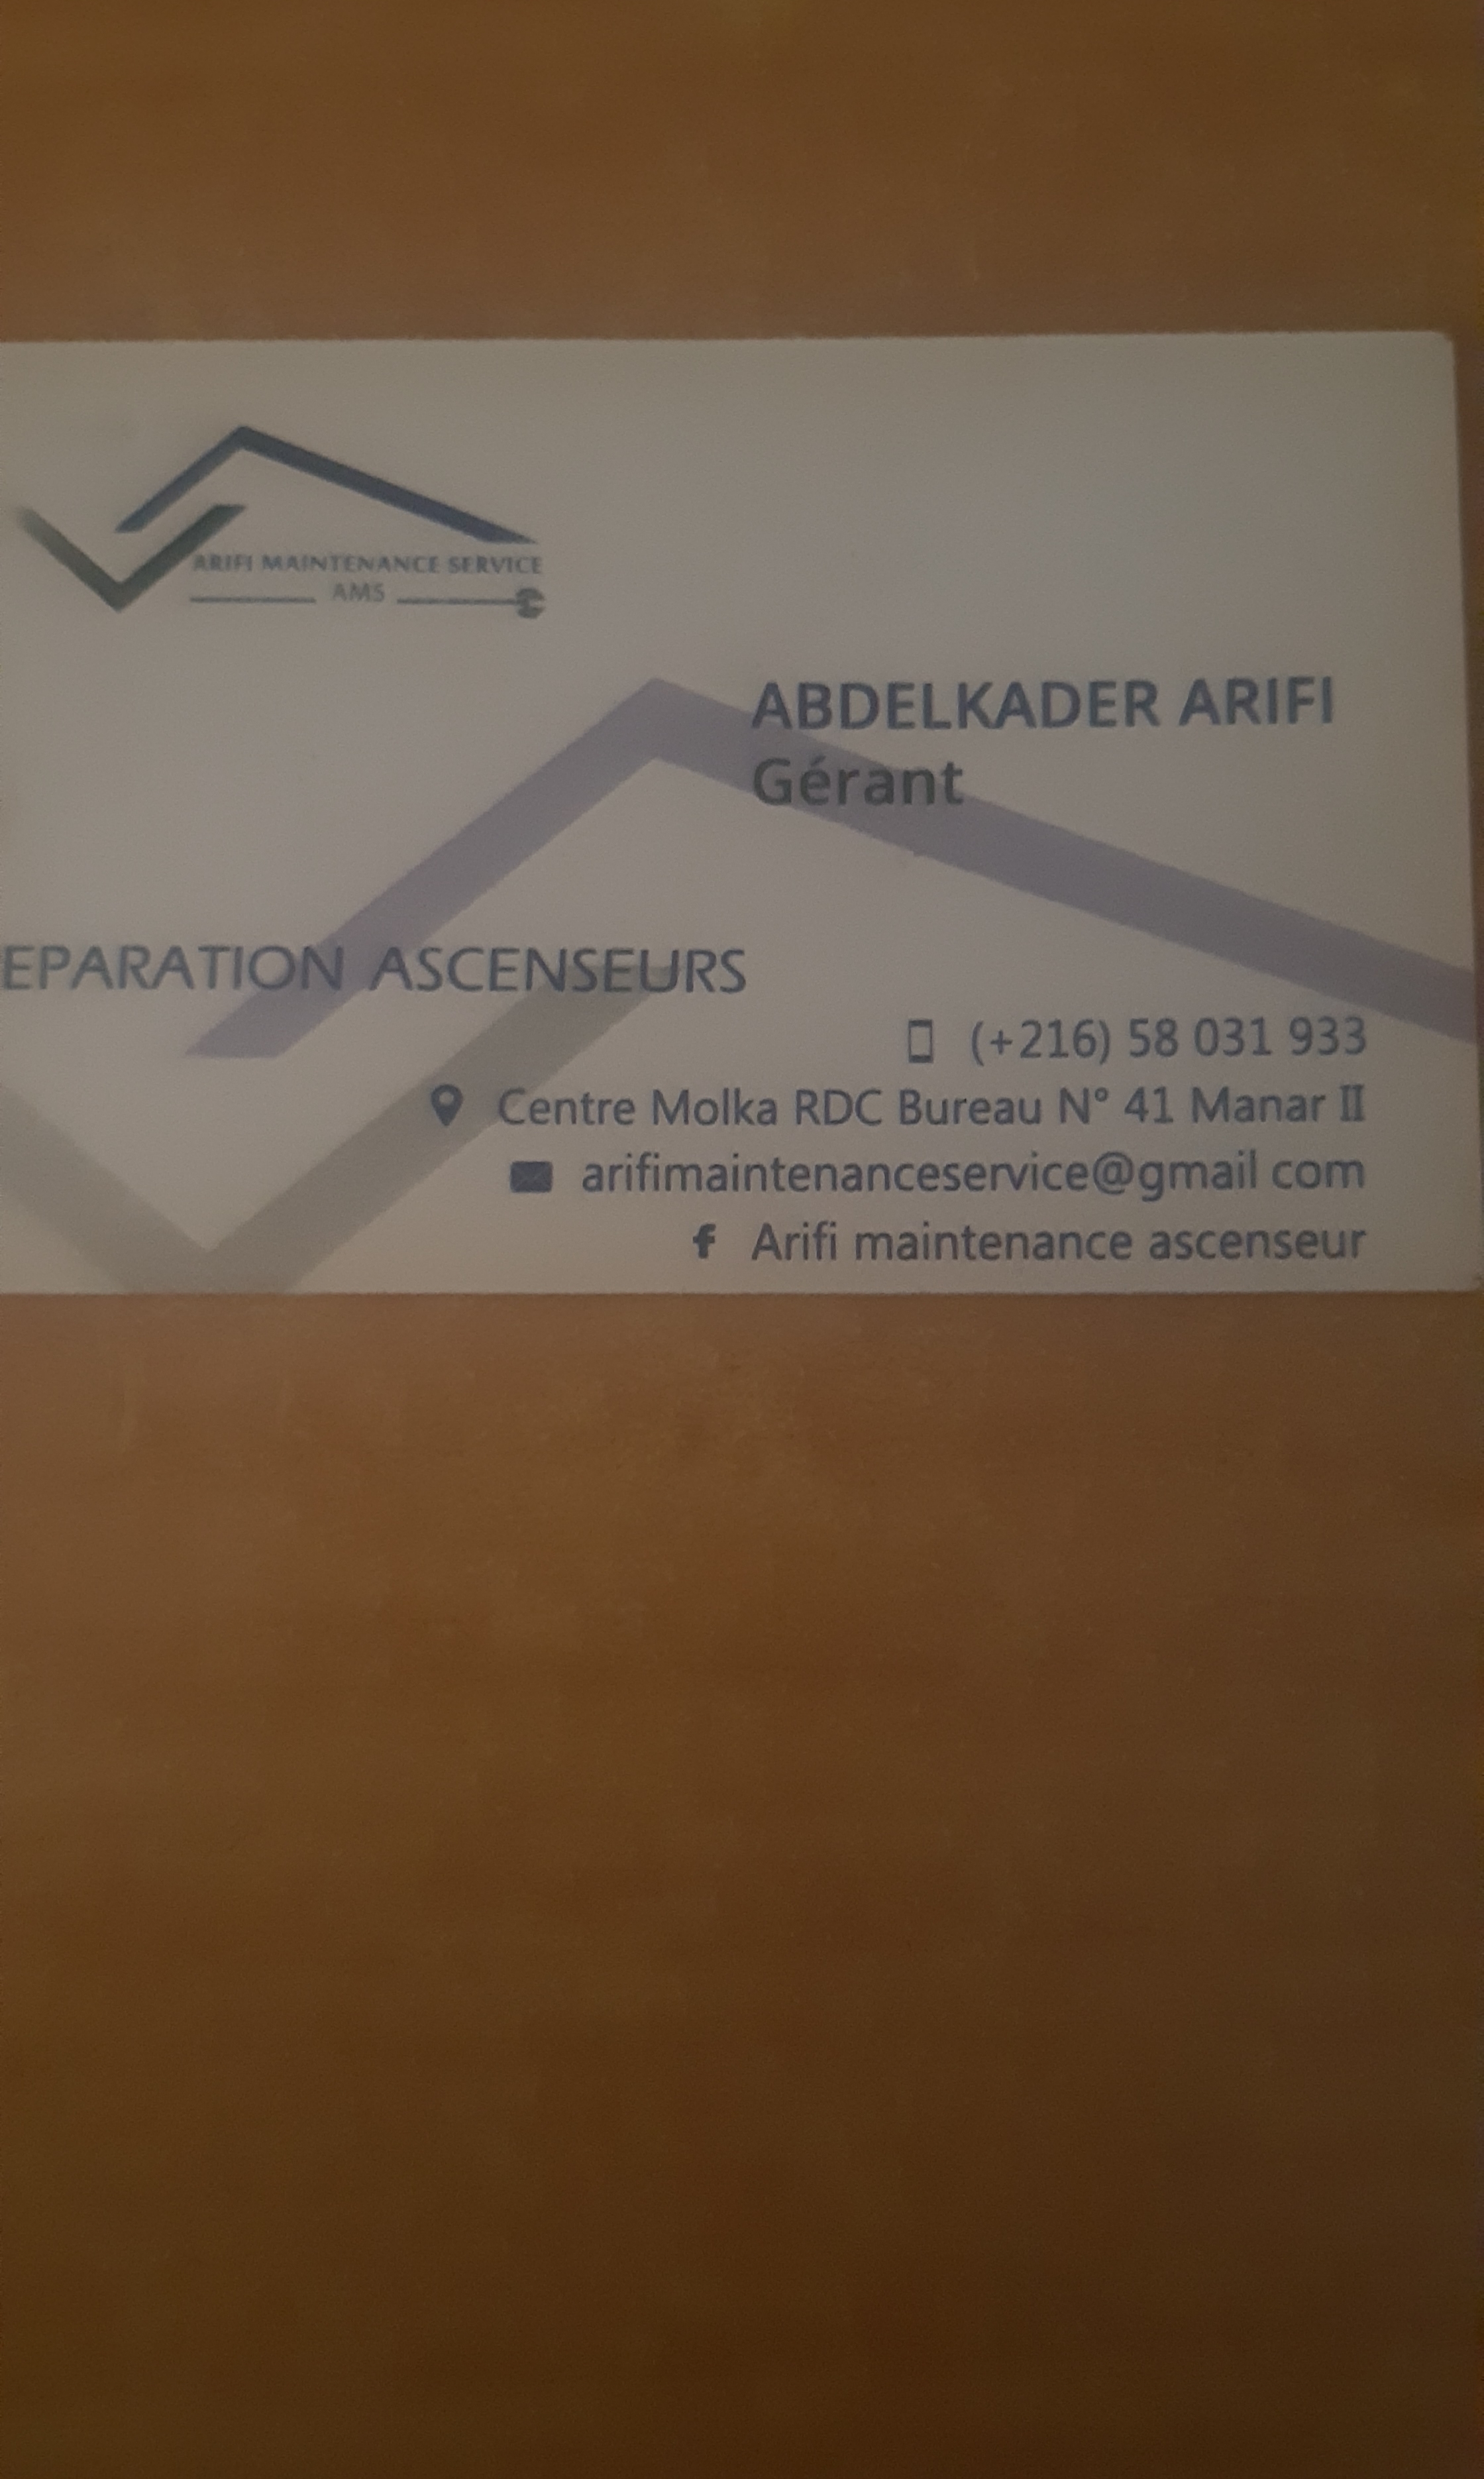 ARIFI MAINTENANCE SERVICE
AMS
ABDELKADER ARIFI
Gérant
EPARATION ASCENSEURS
(+216) 58 031 933
Centre Molka RDC Bureau N° 41 Manar II
arifimaintenanceservice@gmail com
f Arifi maintenance ascenseur